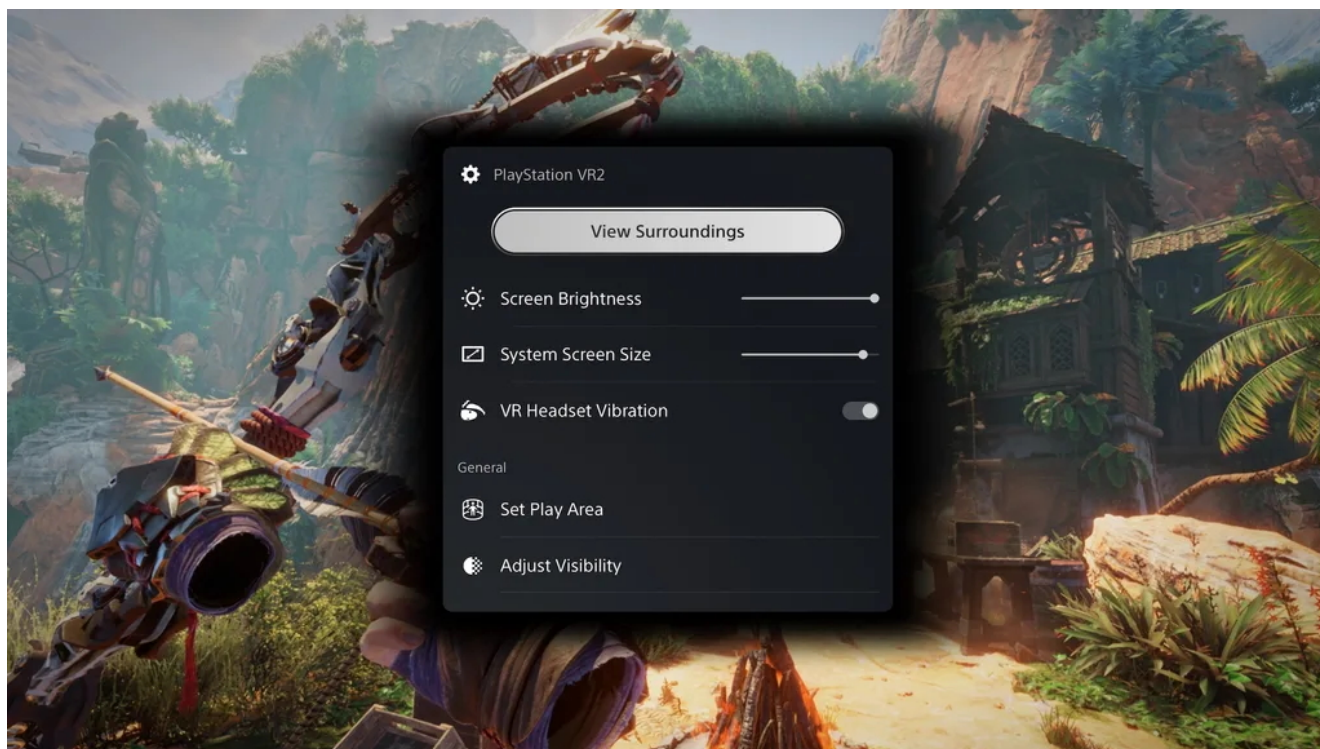 PlayStation VR2
View Surroundings
Screen Brightness
System Screen Size
VR Headset Vibration
General
Set Play Area
Adjust Visibility